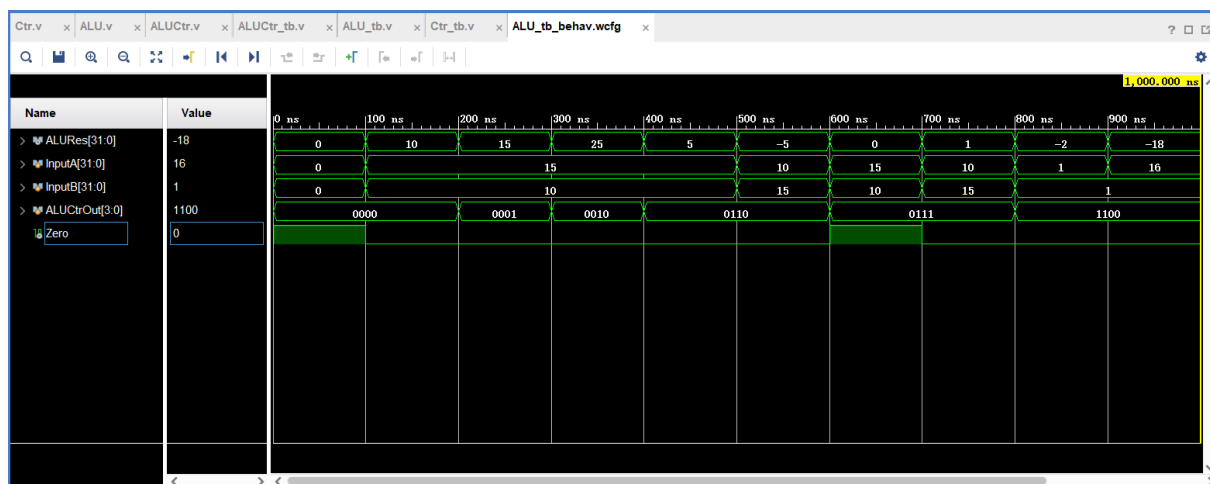 Ctr.v × ALU.v × ALUCtr.v × ALUCtr_tb.v × ALU_tb.v × Ctr_tb.v × ALU_tb_behav.wcfg × ?
1,000.000 ns
Name Value 0 ns 100 ns 200 ns 300 ns 400 ns 500 ns 600 ns 700 ns 800 ns 900 ns
ALURes[31:0] -18 0 10 15 25 5 -5 0 1 -2 -18
InputA[31:0] 16 0 15 10 15 10 1 16
InputB[31:0] 1 0 10 15 10 15 1
ALUCtrOut[3:0] 1100 0000 0001 0010 0110 0111 1100
Zero 0